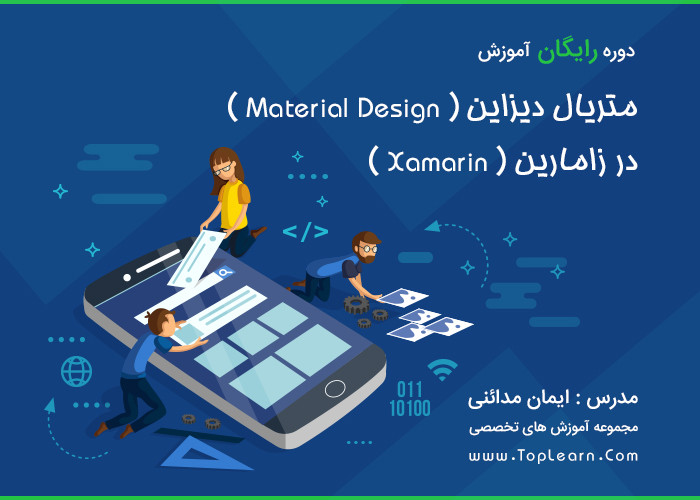 دوره رایگان آموزش
متریال دیزاین ( Material Design )
در زامارین ( Xamarin )
</>
011
10100
مدرس : ایمان مدائنی
مجموعه آموزش های تخصصی
www.TopLearn.Com